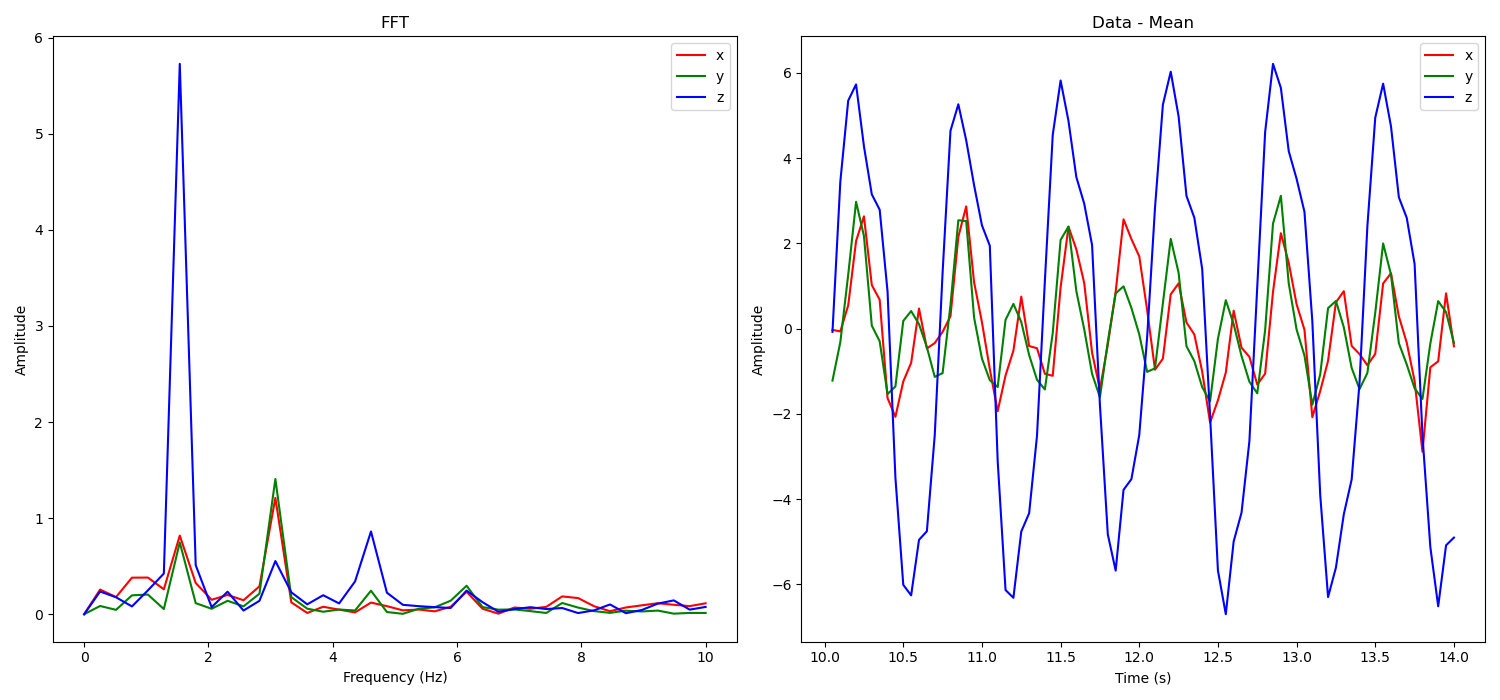 FFT
6
5
4
3
2
1
0
Amplitude
0 2 4 6 8 10
Frequency (Hz)
x
y
z
Data - Mean
6
4
2
0
−2
−4
−6
Amplitude
10.0 10.5 11.0 11.5 12.0 12.5 13.0 13.5 14.0
Time (s)
x
y
z